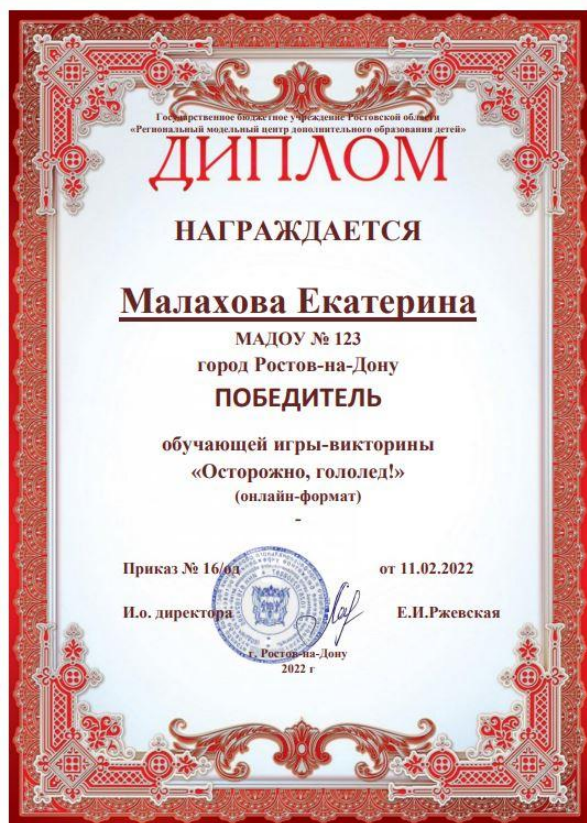 Государственное бюджетное учреждение Ростовской области
«Региональный модельный центр дополнительного образования детей»
ДИПЛОМ
НАГРАЖДАЕТСЯ
Малахова Екатерина
МАДОУ № 123
город Ростов-на-Дону
ПОБЕДИТЕЛЬ
обучающей игры-викторины
«Осторожно, гололед!»
(онлайн-формат)
-
Приказ № 16/од от 11.02.2022
И.о. директора Е.И.Ржевская
г. Ростов-на-Дону
2022 г